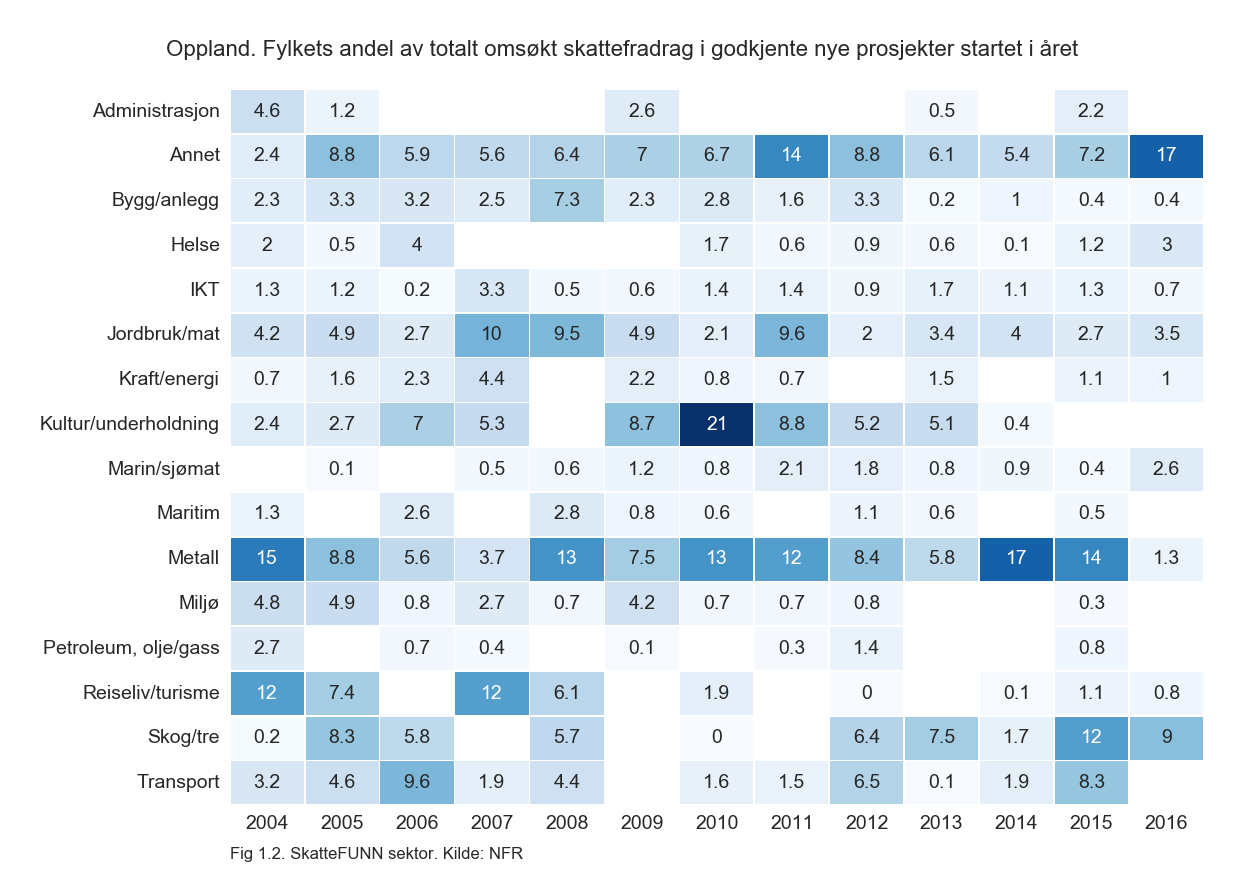 Oppland. Fylkets andel av totalt omsøkt skattefradrag i godkjente nye prosjekter startet i året
Administrasjon 4.6 1.2 2.6 0.5 2.2
Annet 2.4 8.8 5.9 5.6 6.4 7 6.7 14 8.8 6.1 5.4 7.2 17
Bygg/anlegg 2.3 3.3 3.2 2.5 7.3 2.3 2.8 1.6 3.3 0.2 1 0.4 0.4
Helse 2 0.5 4 1.7 0.6 0.9 0.6 0.1 1.2 3
IKT 1.3 1.2 0.2 3.3 0.5 0.6 1.4 1.4 0.9 1.7 1.1 1.3 0.7
Jordbruk/mat 4.2 4.9 2.7 10 9.5 4.9 2.1 9.6 2 3.4 4 2.7 3.5
Kraft/energi 0.7 1.6 2.3 4.4 2.2 0.8 0.7 1.5 1.1 1
Kultur/underholdning 2.4 2.7 7 5.3 8.7 21 8.8 5.2 5.1 0.4
Marin/sjømat 0.1 0.5 0.6 1.2 0.8 2.1 1.8 0.8 0.9 0.4 2.6
Maritim 1.3 2.6 2.8 0.8 0.6 1.1 0.6 0.5
Metall 15 8.8 5.6 3.7 13 7.5 13 12 8.4 5.8 17 14 1.3
Miljø 4.8 4.9 0.8 2.7 0.7 4.2 0.7 0.7 0.8 0.3
Petroleum, olje/gass 2.7 0.7 0.4 0.1 0.3 1.4 0.8
Reiseliv/turisme 12 7.4 12 6.1 1.9 0 0.1 1.1 0.8
Skog/tre 0.2 8.3 5.8 5.7 0 6.4 7.5 1.7 12 9
Transport 3.2 4.6 9.6 1.9 4.4 1.6 1.5 6.5 0.1 1.9 8.3
2004 2005 2006 2007 2008 2009 2010 2011 2012 2013 2014 2015 2016
Fig 1.2. SkatteFUNN sektor. Kilde: NFR